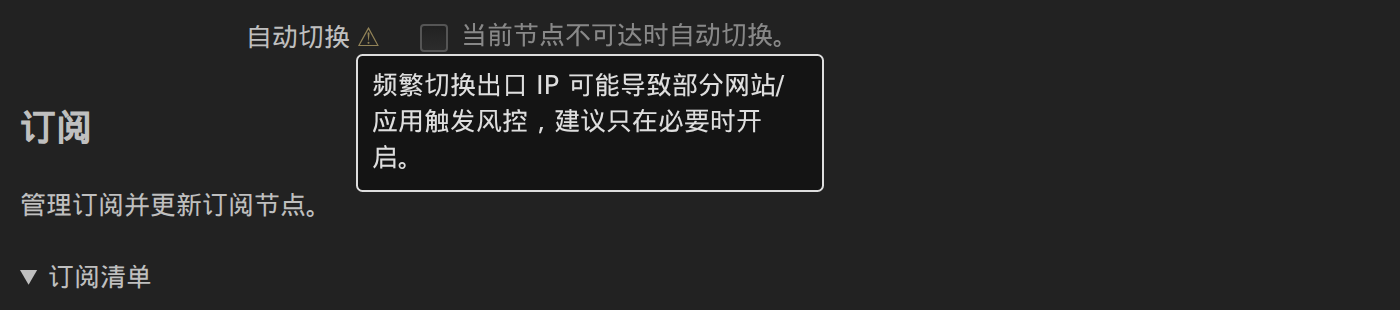 自动切换 ⚠ 当前节点不可达时自动切换。
频繁切换出口 IP 可能导致部分网站/
应用触发风控，建议只在必要时开
启。
订阅
管理订阅并更新订阅节点。
▼ 订阅清单